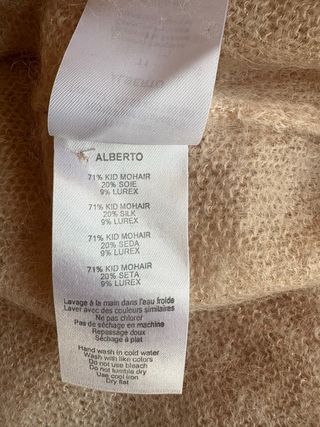 ALBERTO
71% KID MOHAIR
20% SOIE
9% LUREX
71% KID MOHAIR
20% SILK
9% LUREX
71% KID MOHAIR
20% SEDA
9% LUREX
71% KID MOHAIR
20% SETA
9% LUREX
Lavage à la main dans l'eau froide
Laver avec des couleurs similaires
Ne pas chlorer
Pas de séchage en machine
Repassage doux
Séchage à plat
Hand wash in cold water
Wash with like colors
Do not use bleach
Do not tumble dry
Use cool iron
Dry flat